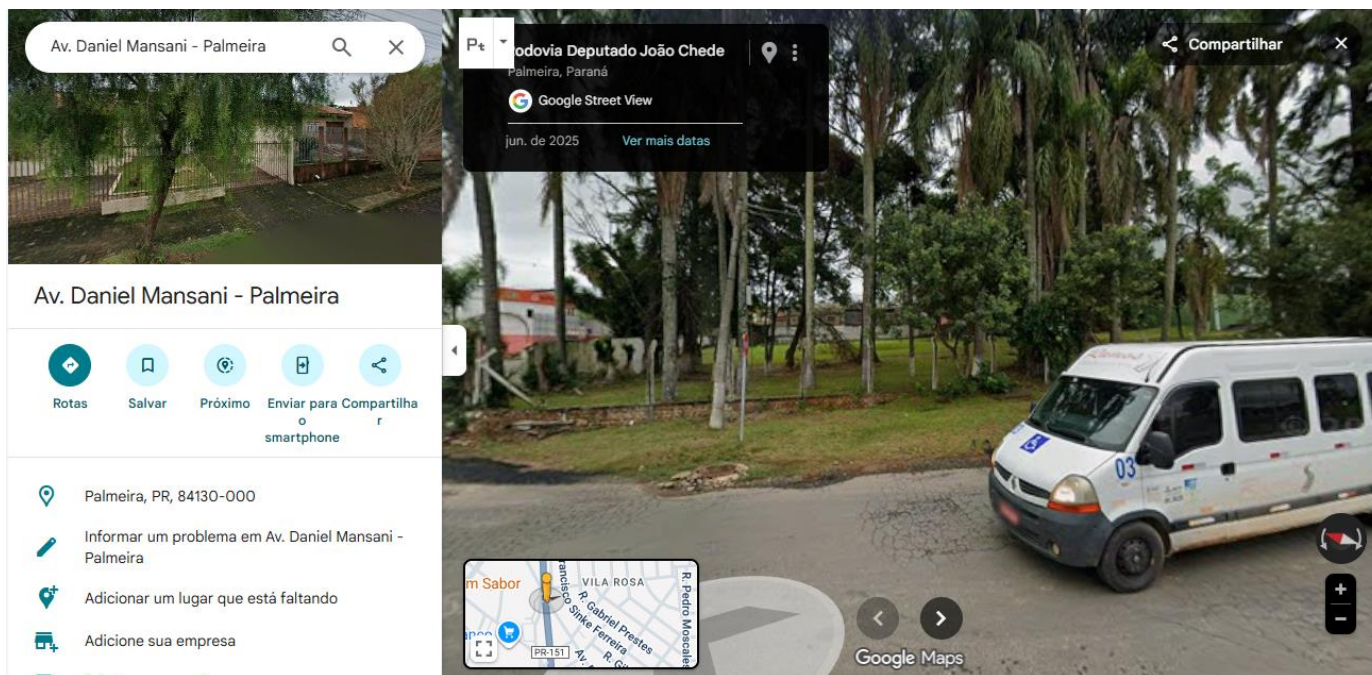 Av. Daniel Mansani - Palmeira
Av. Daniel Mansani - Palmeira
Rotas
Salvar
Próximo
Enviar para o smartphone
Compartilhar
Palmeira, PR, 84130-000
Informar um problema em Av. Daniel Mansani -
Palmeira
Adicionar um lugar que está faltando
Adicione sua empresa
Pt
odovia Deputado João Chede
Palmeira, Paraná
Google Street View
jun. de 2025 Ver mais datas
Compartilhar
03
m Sabor
VILA ROSA
R. Pedro Moscale
rancisco Sinke Ferreira
R. Gabriel Prestes
PR-151
Google Maps